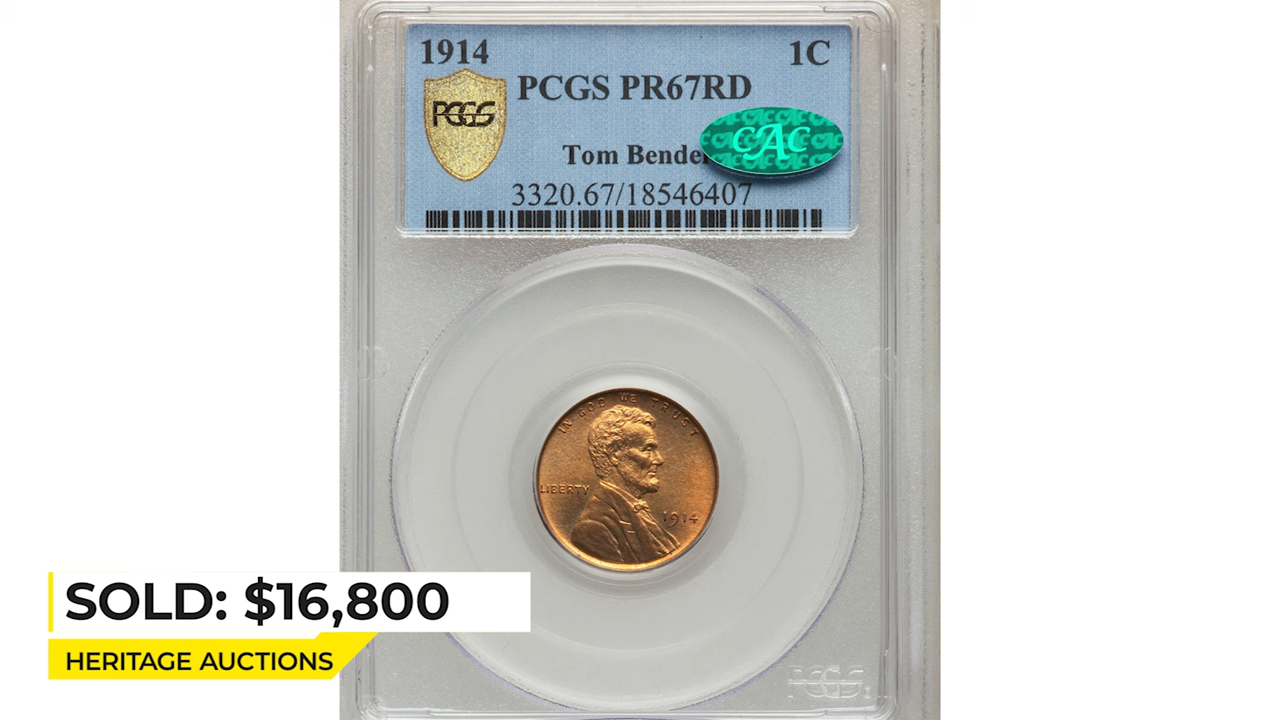 1914 1C
PCGS PR67RD
PCGS
CAC
Tom Bender
3320.67/18546407
IN GOD WE TRUST
LIBERTY
1914
SOLD: $16,800
HERITAGE AUCTIONS
PCGS